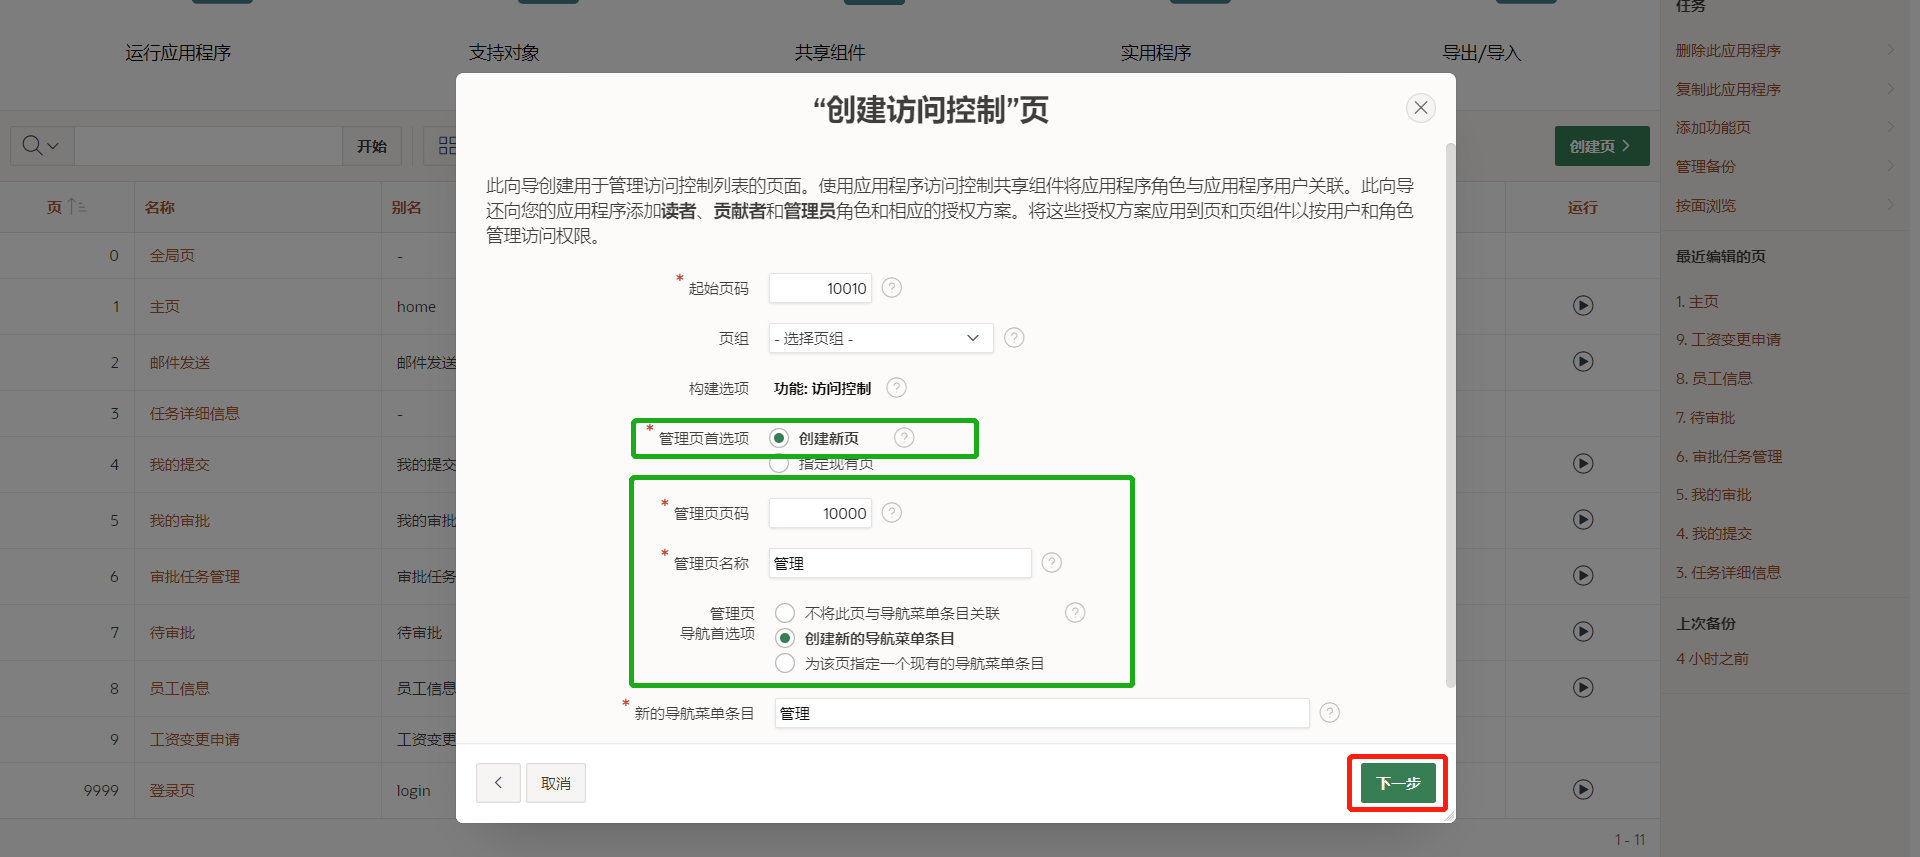 运行应用程序
支持对象
共享组件
实用程序
导出/导入
开始
创建页
页
名称
别名
运行
0 全局页 -
1 主页 home
2 邮件发送 邮件发送
3 任务详细信息 -
4 我的提交 我的提交
5 我的审批 我的审批
6 审批任务管理 审批任务
7 待审批 待审批
8 员工信息 员工信息
9 工资变更申请 工资变更
9999 登录页 login
1 - 11
“创建访问控制”页
此向导创建用于管理访问控制列表的页面。使用应用程序访问控制共享组件将应用程序角色与应用程序用户关联。此向导
还向您的应用程序添加读者、贡献者和管理员角色和相应的授权方案。将这些授权方案应用到页和页组件以按用户和角色
管理访问权限。
* 起始页码 10010 ?
页组 - 选择页组 - ?
构建选项 功能: 访问控制 ?
* 管理页首选项 创建新页 ?
指定现有页
* 管理页页码 10000 ?
* 管理页名称 管理 ?
管理页
导航首选项
不将此页与导航菜单条目关联 ?
创建新的导航菜单条目
为该页指定一个现有的导航菜单条目
* 新的导航菜单条目 管理 ?
取消
下一步
任务
删除此应用程序
复制此应用程序
添加功能页
管理备份
按面浏览
最近编辑的页
1. 主页
9. 工资变更申请
8. 员工信息
7. 待审批
6. 审批任务管理
5. 我的审批
4. 我的提交
3. 任务详细信息
上次备份
4 小时之前